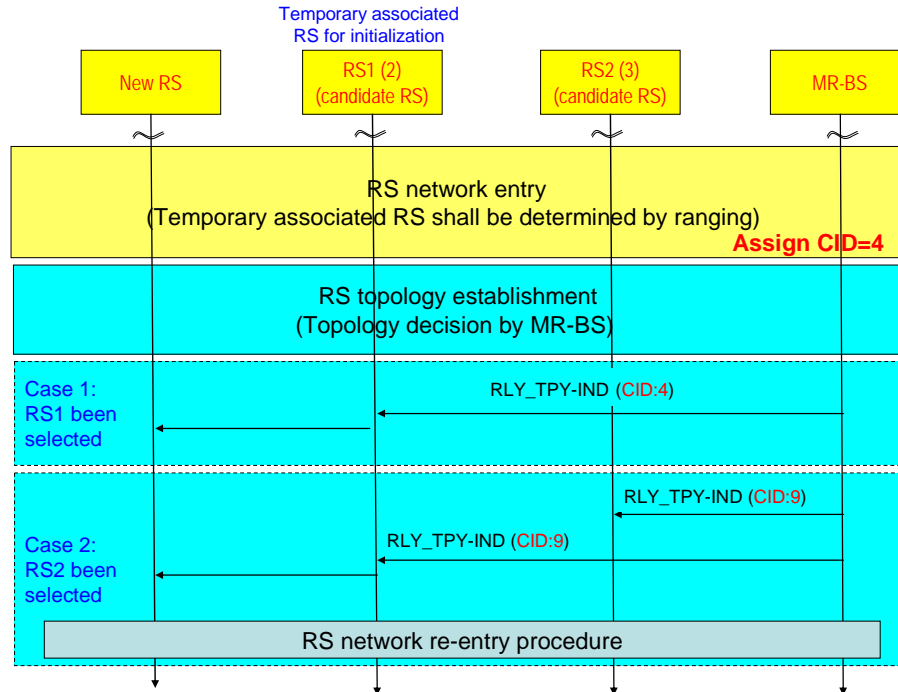 Temporary associated
RS for initialization
New RS
RS1 (2)
(candidate RS)
RS2 (3)
(candidate RS)
MR-BS
RS network entry
(Temporary associated RS shall be determined by ranging)
Assign CID=4
RS topology establishment
(Topology decision by MR-BS)
Case 1:
RS1 been
selected
RLY_TPY-IND (CID:4)
Case 2:
RS2 been
selected
RLY_TPY-IND (CID:9)
RLY_TPY-IND (CID:9)
RS network re-entry procedure